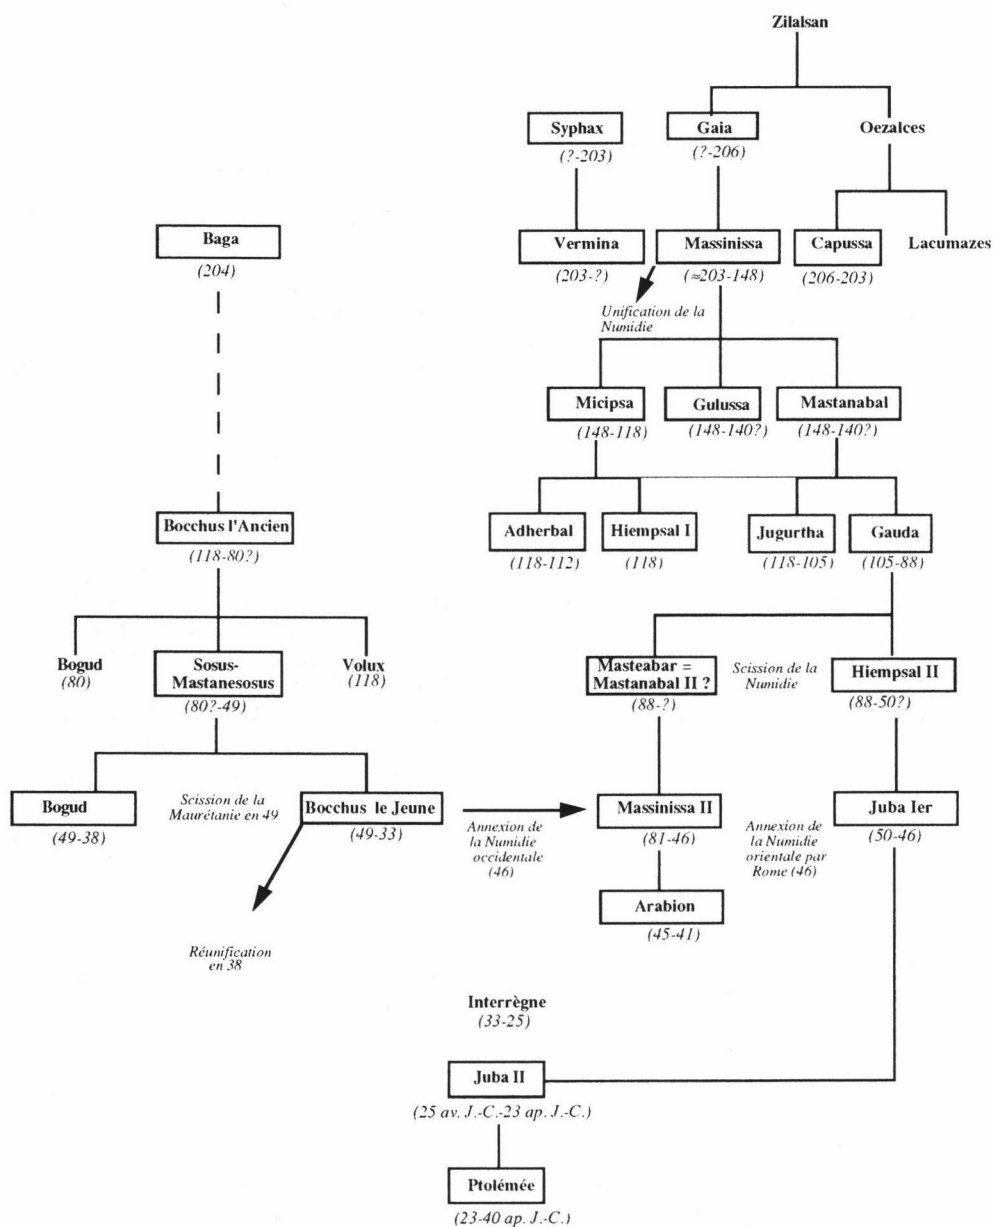 Zilalsan
Syphax
(?-203)
Gaia
(?-206)
Oezalces
Baga
(204)
Vermina
(203-?)
Massinissa
(≈203-148)
Capussa
(206-203)
Lacumazes
Unification de la
Numidie
Micipsa
(148-118)
Gulussa
(148-140?)
Mastanabal
(148-140?)
Bocchus l'Ancien
(118-80?)
Adherbal
(118-112)
Hiempsal I
(118)
Jugurtha
(118-105)
Gauda
(105-88)
Bogud
(80)
Sosus-
Mastanesosus
(80?-49)
Volux
(118)
Masteabar =
Mastanabal II ?
(88-?)
Scission de la
Numidie
Hiempsal II
(88-50?)
Bogud
(49-38)
Scission de la
Maurétanie en 49
Bocchus le Jeune
(49-33)
Annexion de
la Numidie
occidentale
(46)
Massinissa II
(81-46)
Annexion de
la Numidie
orientale par
Rome (46)
Juba Ier
(50-46)
Arabion
(45-41)
Réunification
en 38
Interrègne
(33-25)
Juba II
(25 av. J.-C.-23 ap. J.-C.)
Ptolémée
(23-40 ap. J.-C.)